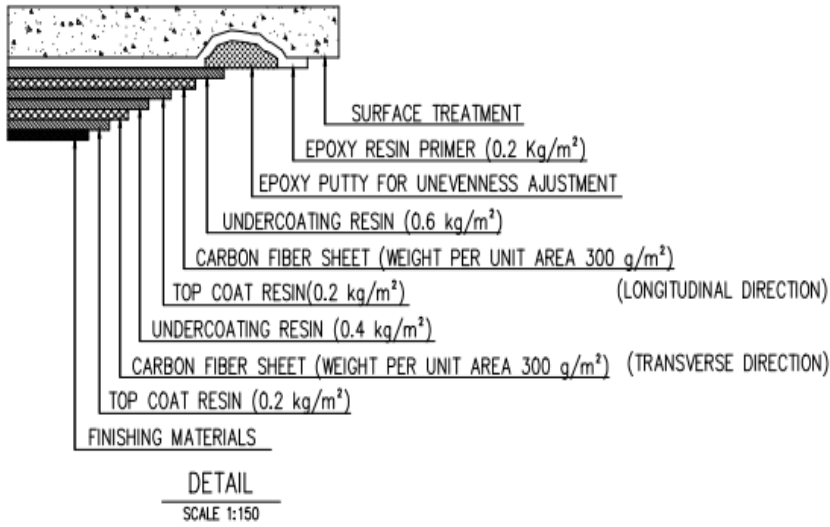 SURFACE TREATMENT
EPOXY RESIN PRIMER (0.2 Kg/m²)
EPOXY PUTTY FOR UNEVENNESS AJUSTMENT
UNDERCOATING RESIN (0.6 kg/m²)
CARBON FIBER SHEET (WEIGHT PER UNIT AREA 300 g/m²)
TOP COAT RESIN(0.2 kg/m²)
(LONGITUDINAL DIRECTION)
UNDERCOATING RESIN (0.4 kg/m²)
CARBON FIBER SHEET (WEIGHT PER UNIT AREA 300 g/m²) (TRANSVERSE DIRECTION)
TOP COAT RESIN (0.2 kg/m²)
FINISHING MATERIALS
DETAIL
SCALE 1:150